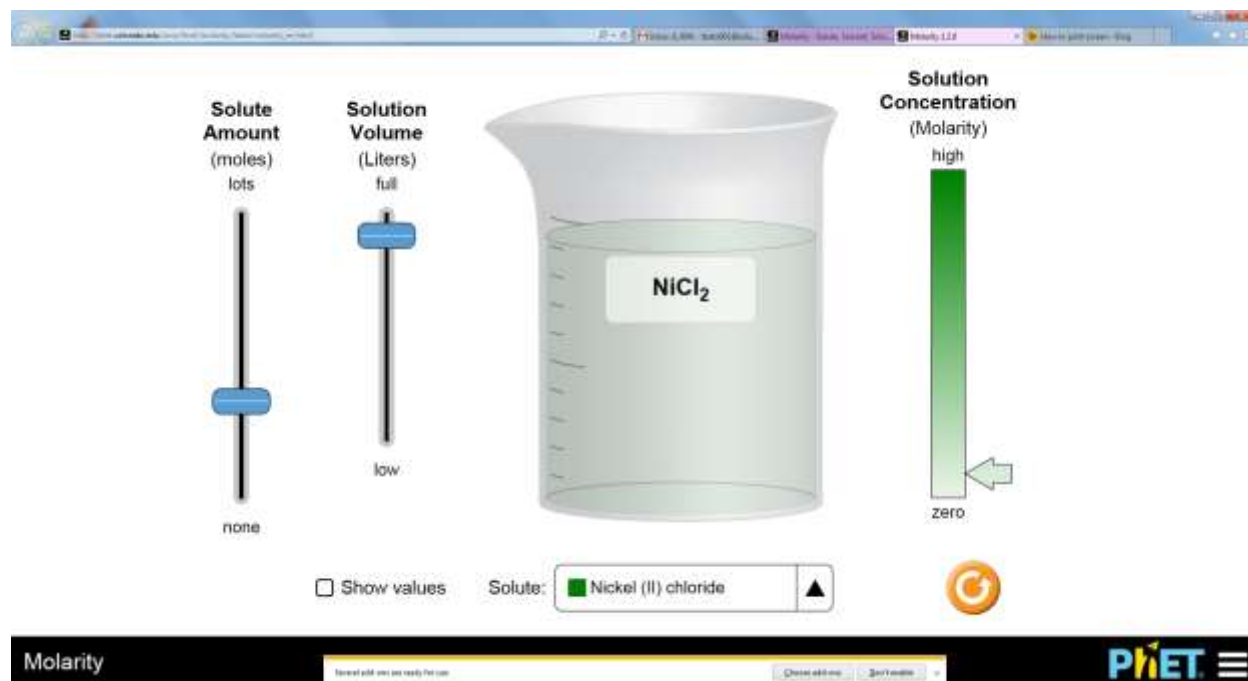 Solute
Amount
(moles)
lots
none
Solution
Volume
(Liters)
full
low
NiCl₂
Solution
Concentration
(Molarity)
high
zero
Show values
Solute: Nickel (II) chloride
Molarity
PhET